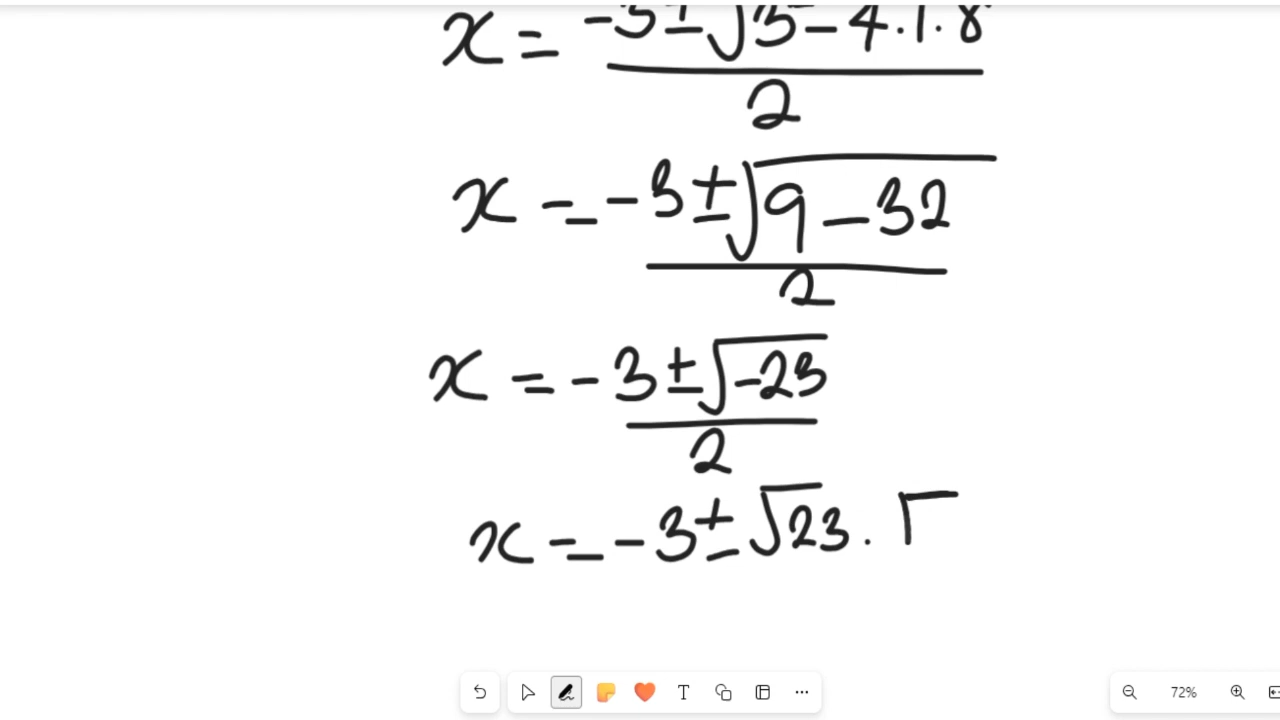 x = -3 ± √3² - 4.1.8
2
x = -3 ± √9 - 32
2
x = -3 ± √-23
2
x = -3 ± √23 . √
T
72%